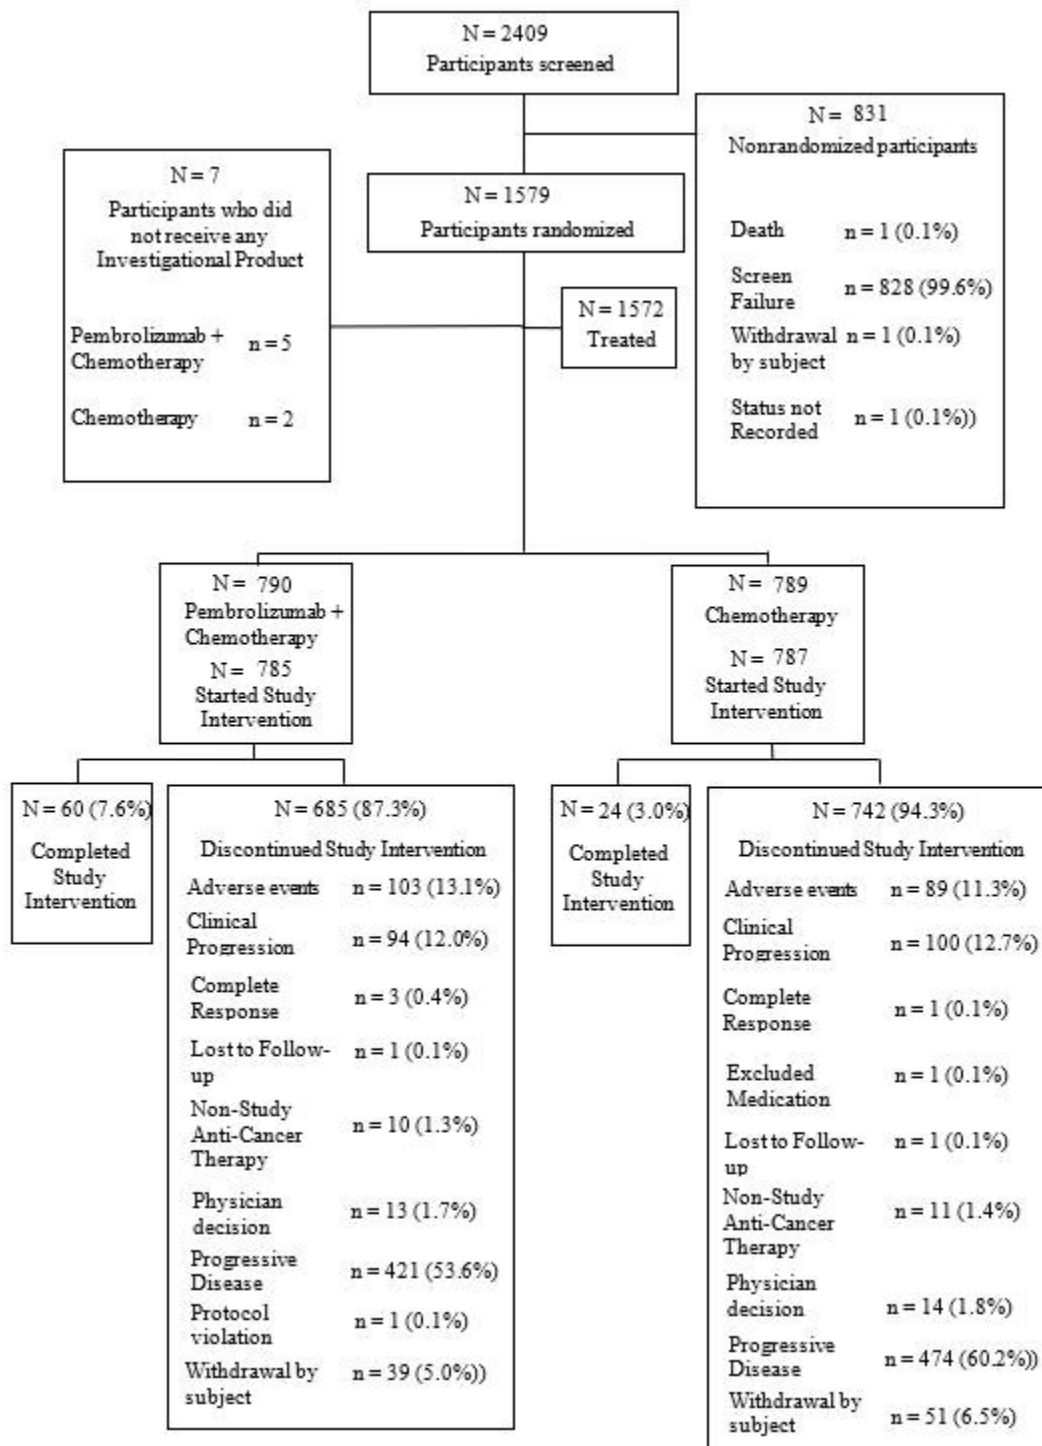 N = 2409
Participants screened
N = 831
Nonrandomized participants
Death n = 1 (0.1%)
Screen
Failure n = 828 (99.6%)
Withdrawal n = 1 (0.1%)
by subject
Status not
Recorded n = 1 (0.1%))
N = 7
Participants who did
not receive any
Investigational Product
Pembrolizumab +
Chemotherapy n = 5
Chemotherapy n = 2
N = 1579
Participants randomized
N = 1572
Treated
N = 790
Pembrolizumab +
Chemotherapy
N = 785
Started Study
Intervention
N = 789
Chemotherapy
N = 787
Started Study
Intervention
N = 60 (7.6%)
Completed
Study
Intervention
N = 685 (87.3%)
Discontinued Study Intervention
Adverse events n = 103 (13.1%)
Clinical
Progression n = 94 (12.0%)
Complete
Response n = 3 (0.4%)
Lost to Follow-
up n = 1 (0.1%)
Non-Study
Anti-Cancer n = 10 (1.3%)
Therapy
Physician
decision n = 13 (1.7%)
Progressive
Disease n = 421 (53.6%)
Protocol
violation n = 1 (0.1%)
Withdrawal by
subject n = 39 (5.0%))
N = 24 (3.0%)
Completed
Study
Intervention
N = 742 (94.3%)
Discontinued Study Intervention
Adverse events n = 89 (11.3%)
Clinical
Progression n = 100 (12.7%)
Complete
Response n = 1 (0.1%)
Excluded
Medication n = 1 (0.1%)
Lost to Follow-
up n = 1 (0.1%)
Non-Study
Anti-Cancer n = 11 (1.4%)
Therapy
Physician
decision n = 14 (1.8%)
Progressive
Disease n = 474 (60.2%))
Withdrawal by
subject n = 51 (6.5%)